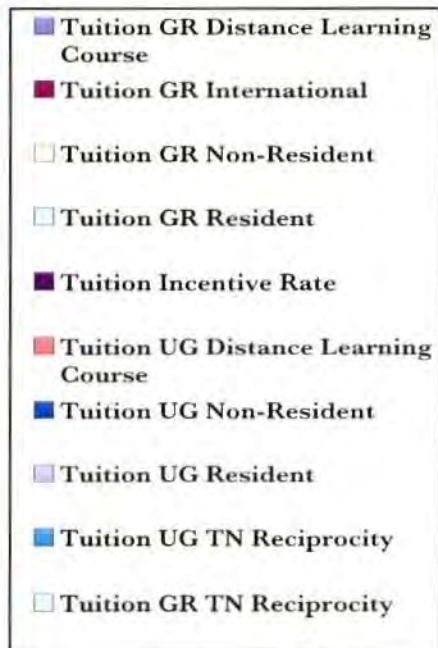 Tuition GR Distance Learning
Course
Tuition GR International
Tuition GR Non-Resident
Tuition GR Resident
Tuition Incentive Rate
Tuition UG Distance Learning
Course
Tuition UG Non-Resident
Tuition UG Resident
Tuition UG TN Reciprocity
Tuition GR TN Reciprocity